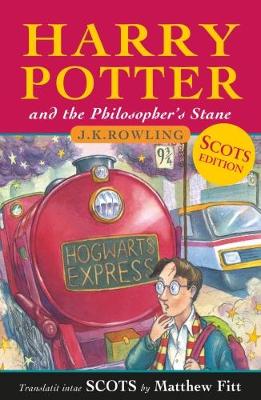 HARRY
POTTER
and the Philosopher's Stane
J.K.ROWLING
SCOTS
EDITION
9¾
HOGWARTS
EXPRESS
Translatit intae SCOTS by Matthew Fitt